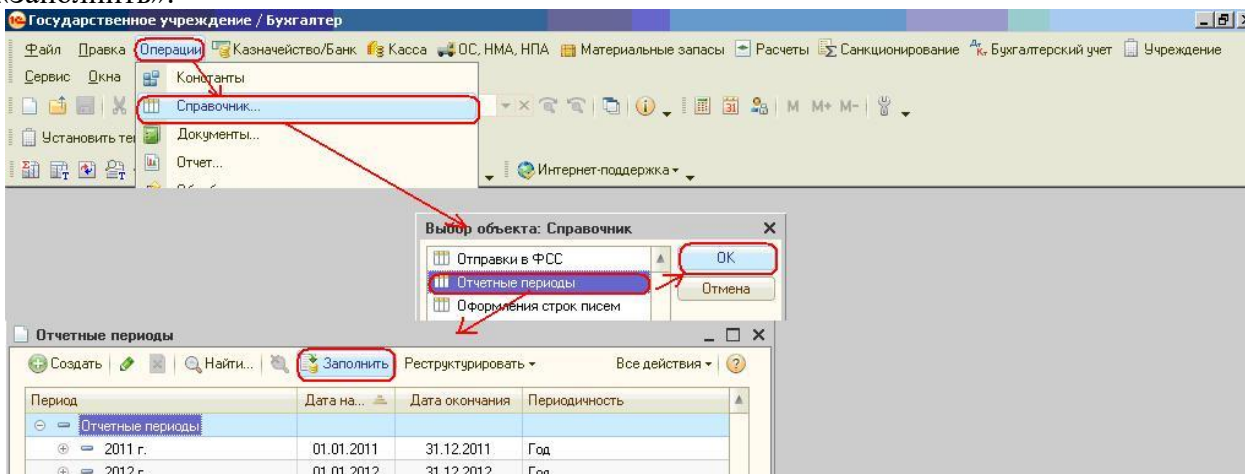 «Заполнить».
Государственное учреждение / Бухгалтер
Файл Правка Операции Казначейство/Банк Касса ОС, НМА, НПА Материальные запасы Расчеты Санкционирование Бухгалтерский учет Учреждение
Сервис Окна
Константы
Справочник...
M M+ M-
Установить
Документы...
Отчет...
Интернет-поддержка
Выбор объекта: Справочник
Отправки в ФСС
OK
Отчетные периоды
Отмена
Оформления строк писем
Отчетные периоды
Создать Найти... Заполнить Реструктурировать Все действия
Период Дата на... Дата окончания Периодичность
Отчетные периоды
2011 г. 01.01.2011 31.12.2011 Год
2012 г. 01.01.2012 31.12.2012 Год